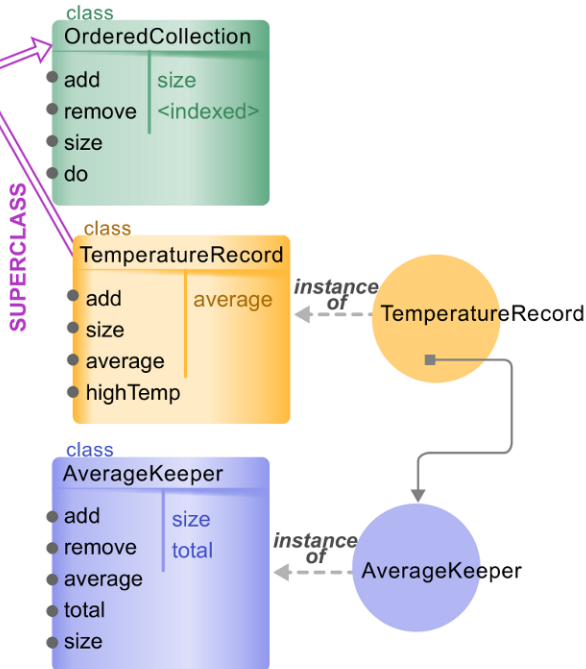 class
OrderedCollection
add
size
remove
<indexed>
size
do
SUPERCLASS
class
TemperatureRecord
add
average
size
average
highTemp
instance
of
TemperatureRecord
class
AverageKeeper
add
size
remove
total
average
total
size
instance
of
AverageKeeper